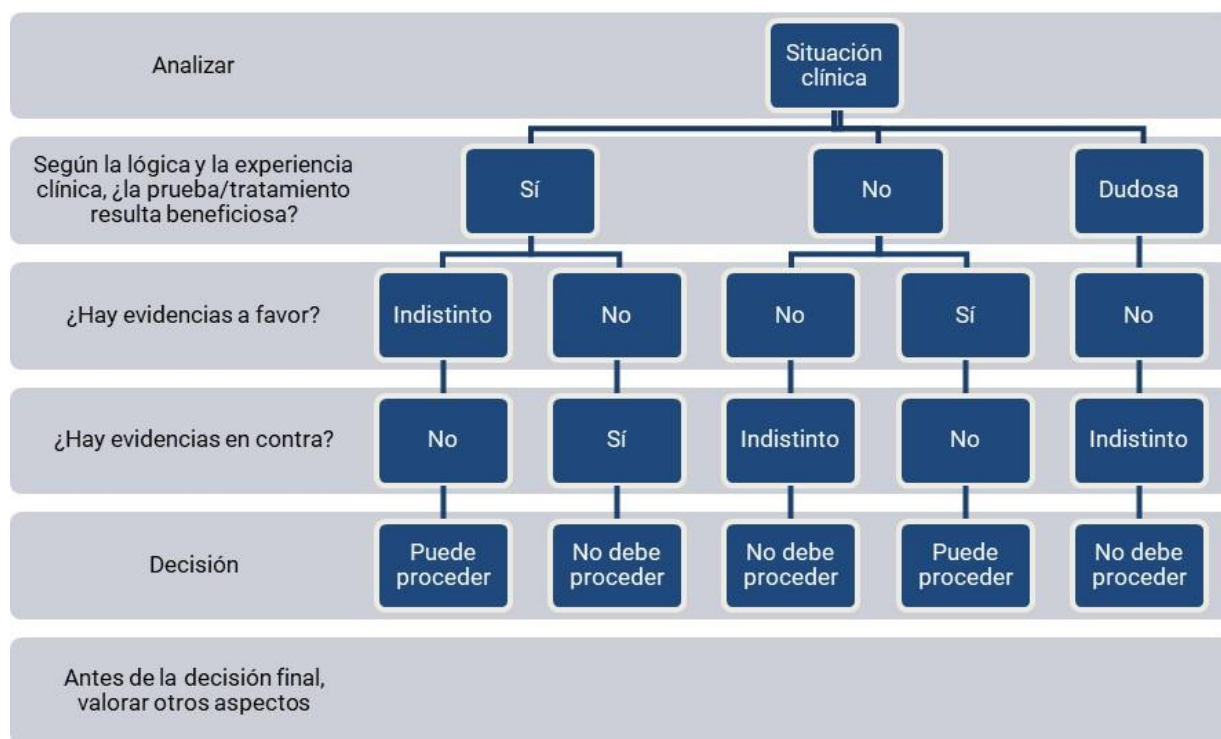 Analizar
Situación
clínica
Según la lógica y la experiencia
clínica, ¿la prueba/tratamiento
resulta beneficiosa?
Sí
No
Dudosa
¿Hay evidencias a favor?
Indistinto
No
No
Sí
No
¿Hay evidencias en contra?
No
Sí
Indistinto
No
Indistinto
Decisión
Puede
proceder
No debe
proceder
No debe
proceder
Puede
proceder
No debe
proceder
Antes de la decisión final,
valorar otros aspectos